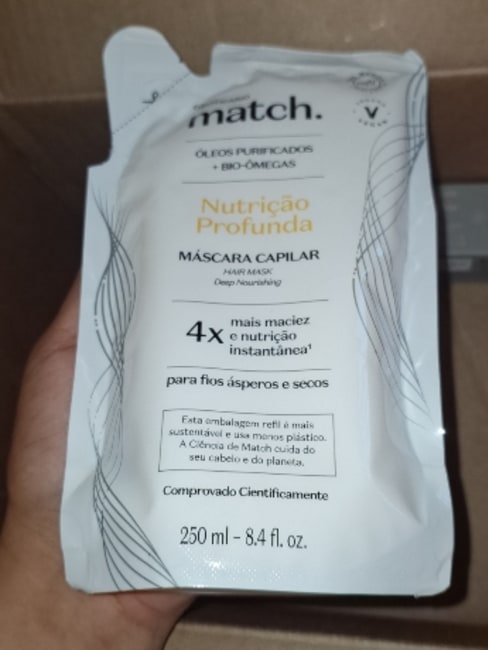 match.
ÓLEOS PURIFICADOS
+ BIO-ÔMEGAS
V
VEGAN
Nutrição
Profunda
MÁSCARA CAPILAR
HAIR MASK
Deep Nourishing
4x mais maciez
e nutrição
instantânea¹
para fios ásperos e secos
Esta embalagem refil é mais
sustentável e usa menos plástico.
A Ciência de Match cuida do
seu cabelo e do planeta.
Comprovado Cientificamente
250 ml - 8.4 fl. oz.